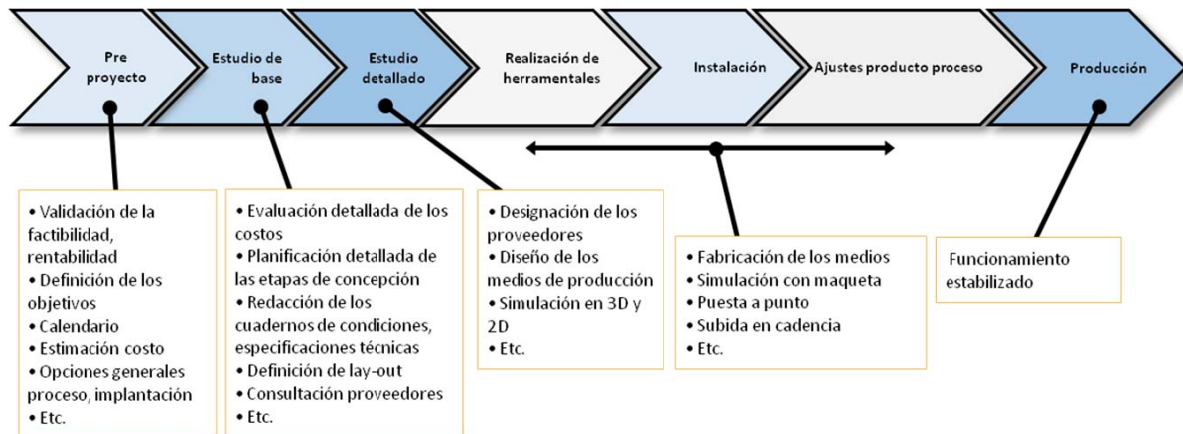 Pre
proyecto
Estudio de
base
Estudio
detallado
Realización de
herramentales
Instalación
Ajustes producto proceso
Producción
• Validación de la
factibilidad,
rentabilidad
• Definición de los
objetivos
• Calendario
• Estimación costo
• Opciones generales
proceso, implantación
• Etc.
• Evaluación detallada de los
costos
• Planificación detallada de
las etapas de concepción
• Redacción de los
cuadernos de condiciones,
especificaciones técnicas
• Definición de lay-out
• Consultación proveedores
• Etc.
• Designación de los
proveedores
• Diseño de los
medios de producción
• Simulación en 3D y
2D
• Etc.
• Fabricación de los medios
• Simulación con maqueta
• Puesta a punto
• Subida en cadencia
• Etc.
Funcionamiento
estabilizado